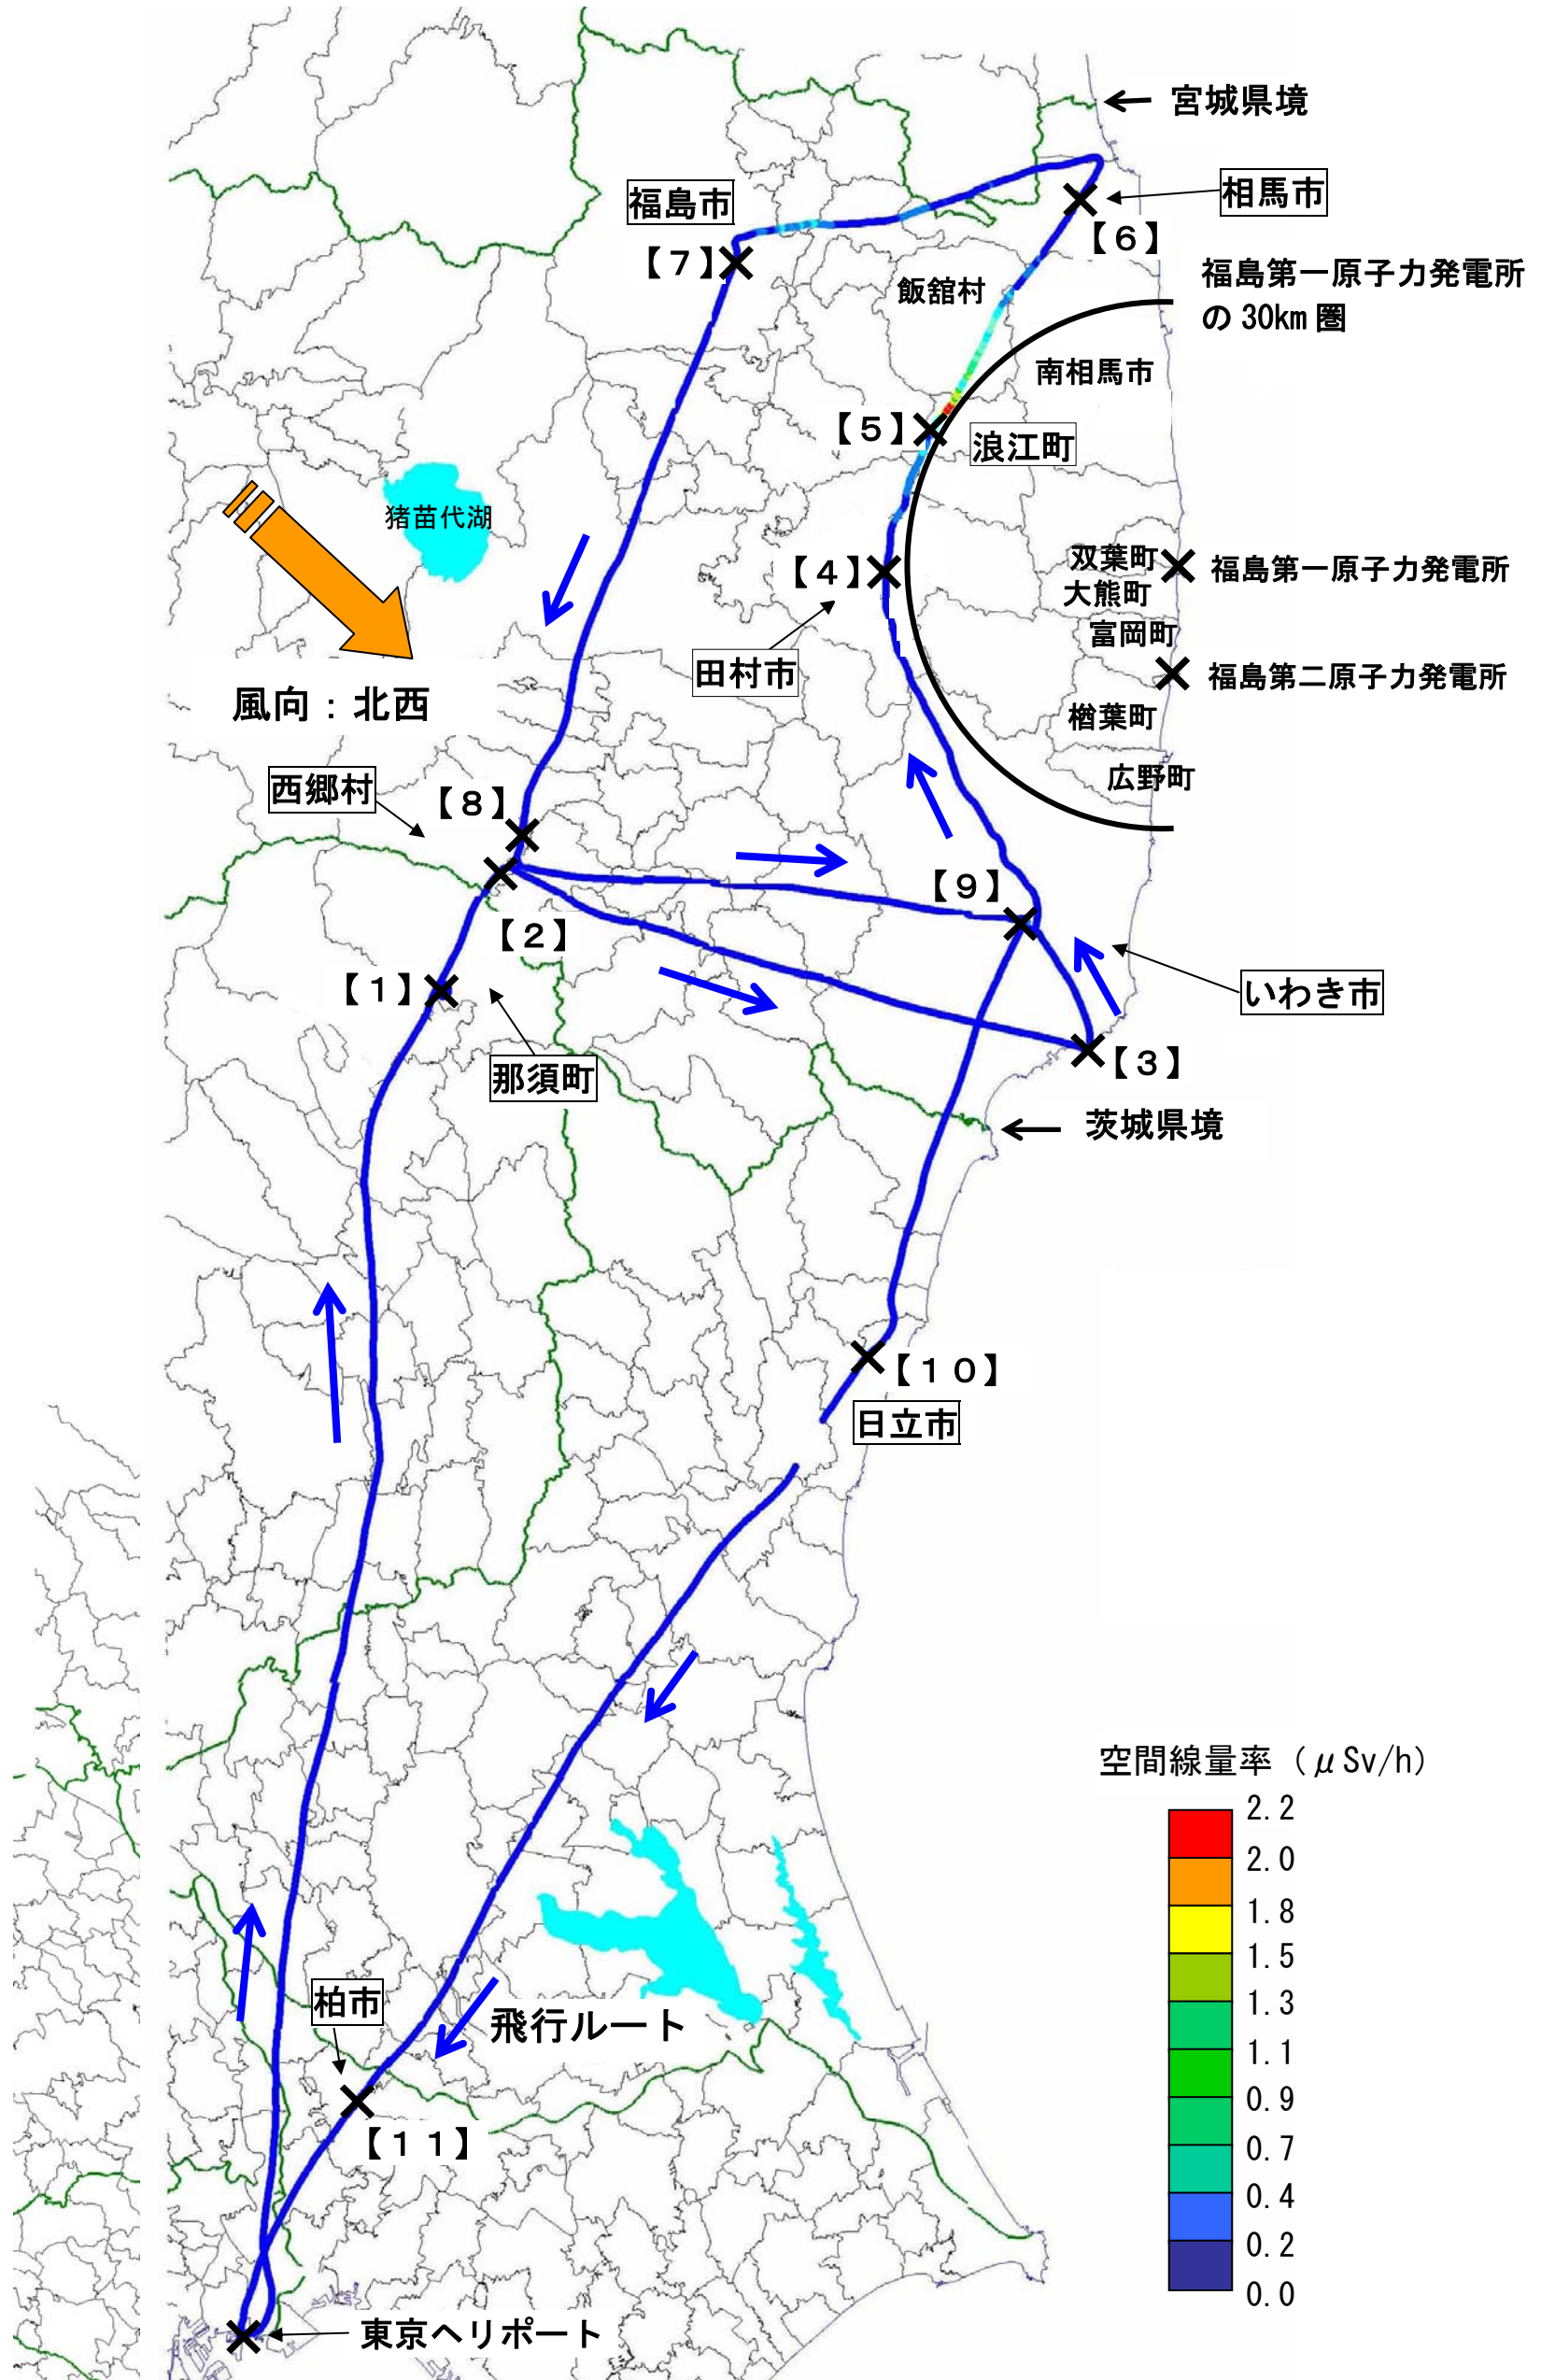 宮城県境
福島市
相馬市
【６】
【７】
福島第一原子力発電所
の 30km 圏
飯舘村
南相馬市
【５】
浪江町
猪苗代湖
【４】
双葉町
福島第一原子力発電所
大熊町
富岡町
田村市
福島第二原子力発電所
風向：北西
楢葉町
広野町
西郷村
【８】
【９】
【２】
【１】
いわき市
那須町
【３】
茨城県境
【１０】
日立市
空間線量率（μSv/h）
2.2
2.0
1.8
1.5
1.3
1.1
0.9
0.7
0.4
0.2
0.0
柏市
飛行ルート
【１１】
東京ヘリポート